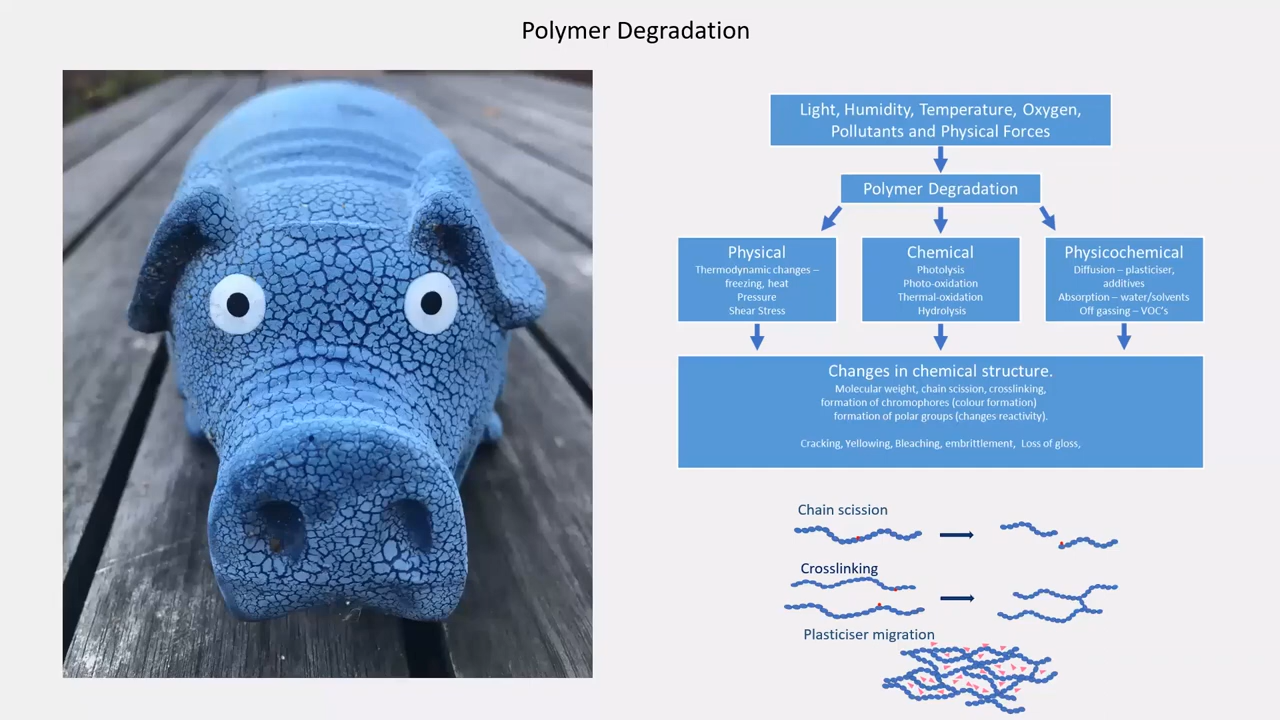 Polymer Degradation
Light, Humidity, Temperature, Oxygen,
Pollutants and Physical Forces
Polymer Degradation
Physical
Thermodynamic changes –
freezing, heat
Pressure
Shear Stress
Chemical
Photolysis
Photo-oxidation
Thermal-oxidation
Hydrolysis
Physicochemical
Diffusion – plasticiser,
additives
Absorption – water/solvents
Off gassing – VOC's
Changes in chemical structure.
Molecular weight, chain scission, crosslinking,
formation of chromophores (colour formation)
formation of polar groups (changes reactivity).
Cracking, Yellowing, Bleaching, embrittlement, Loss of gloss,
Chain scission
Crosslinking
Plasticiser migration